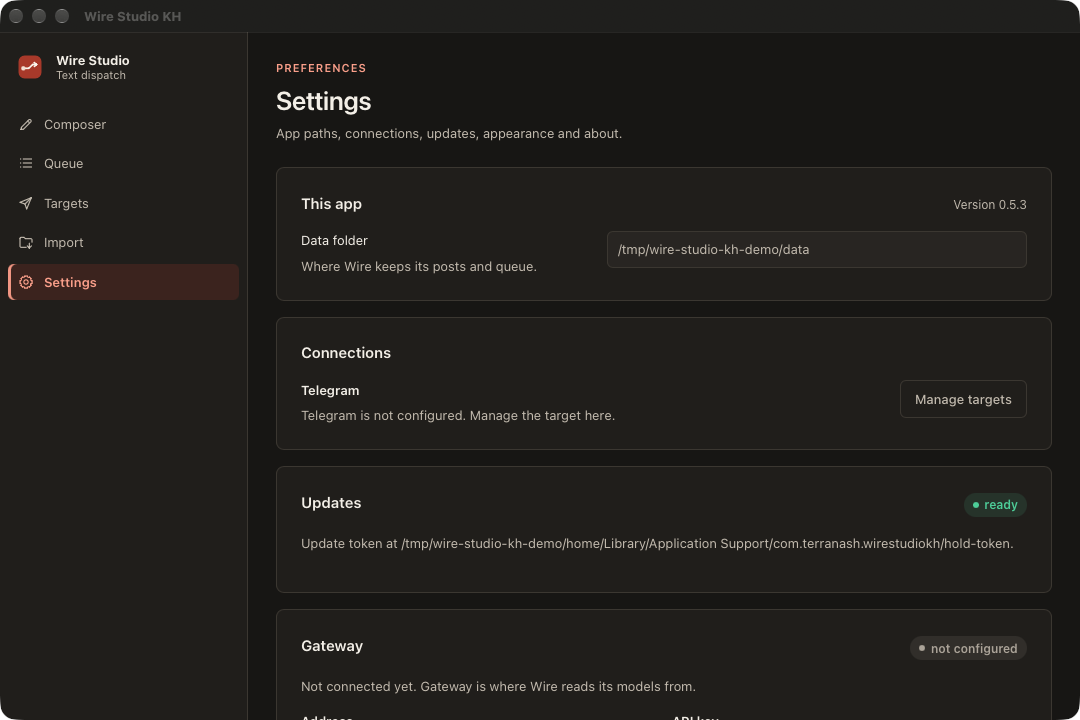 Wire Studio KH
Wire Studio
Text dispatch
Composer
Queue
Targets
Import
Settings
PREFERENCES
Settings
App paths, connections, updates, appearance and about.
This app
Version 0.5.3
Data folder
/tmp/wire-studio-kh-demo/data
Where Wire keeps its posts and queue.
Connections
Telegram
Telegram is not configured. Manage the target here.
Manage targets
Updates
ready
Update token at /tmp/wire-studio-kh-demo/home/Library/Application Support/com.terranash.wirestudiokh/hold-token.
Gateway
not configured
Not connected yet. Gateway is where Wire reads its models from.
Address
API key